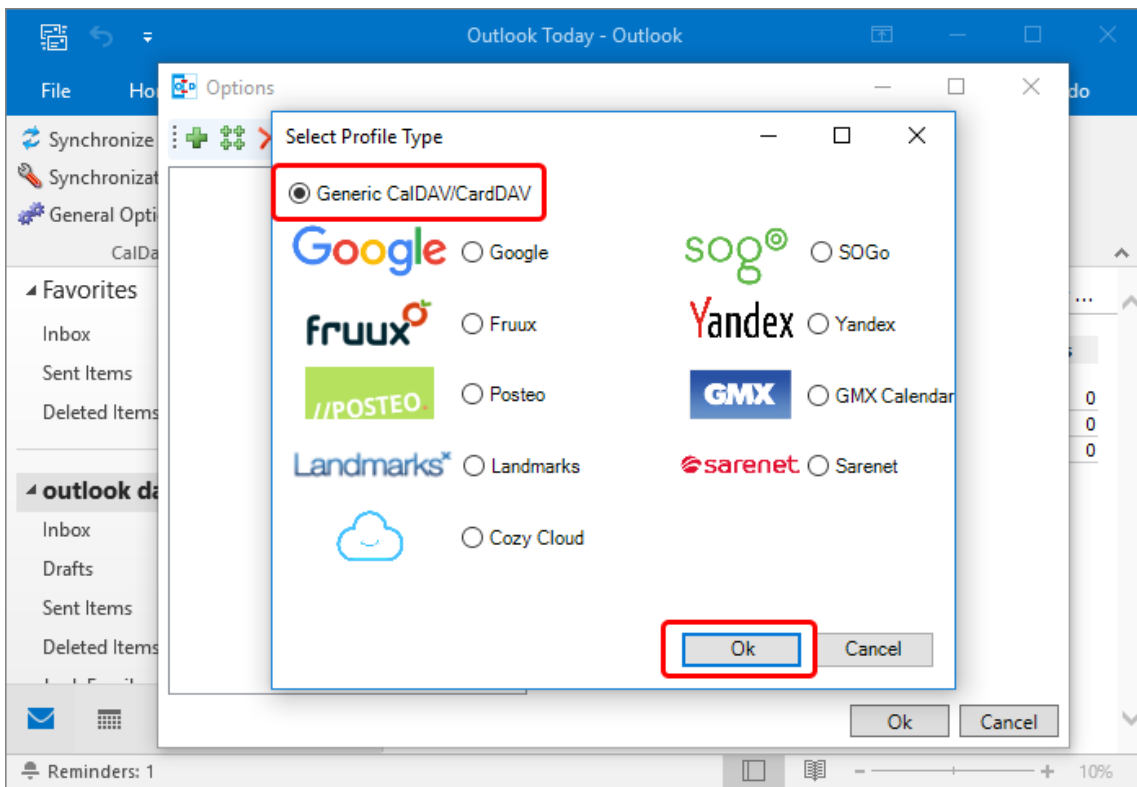 Outlook Today - Outlook
File Ho do
Options
Synchronize
Synchronizat
General Opti
CalDa
Select Profile Type
Generic CalDAV/CardDAV
Google Google
sogo SOGo
fruux Fruux
Yandex Yandex
//POSTEO. Posteo
GMX GMX Calendar
Landmarks Landmarks
sarenet Sarenet
Cozy Cloud
Ok Cancel
Favorites
Inbox
Sent Items
Deleted Items
outlook da
Inbox
Drafts
Sent Items
Deleted Items
...
s
0
0
0
Ok Cancel
Reminders: 1
10%